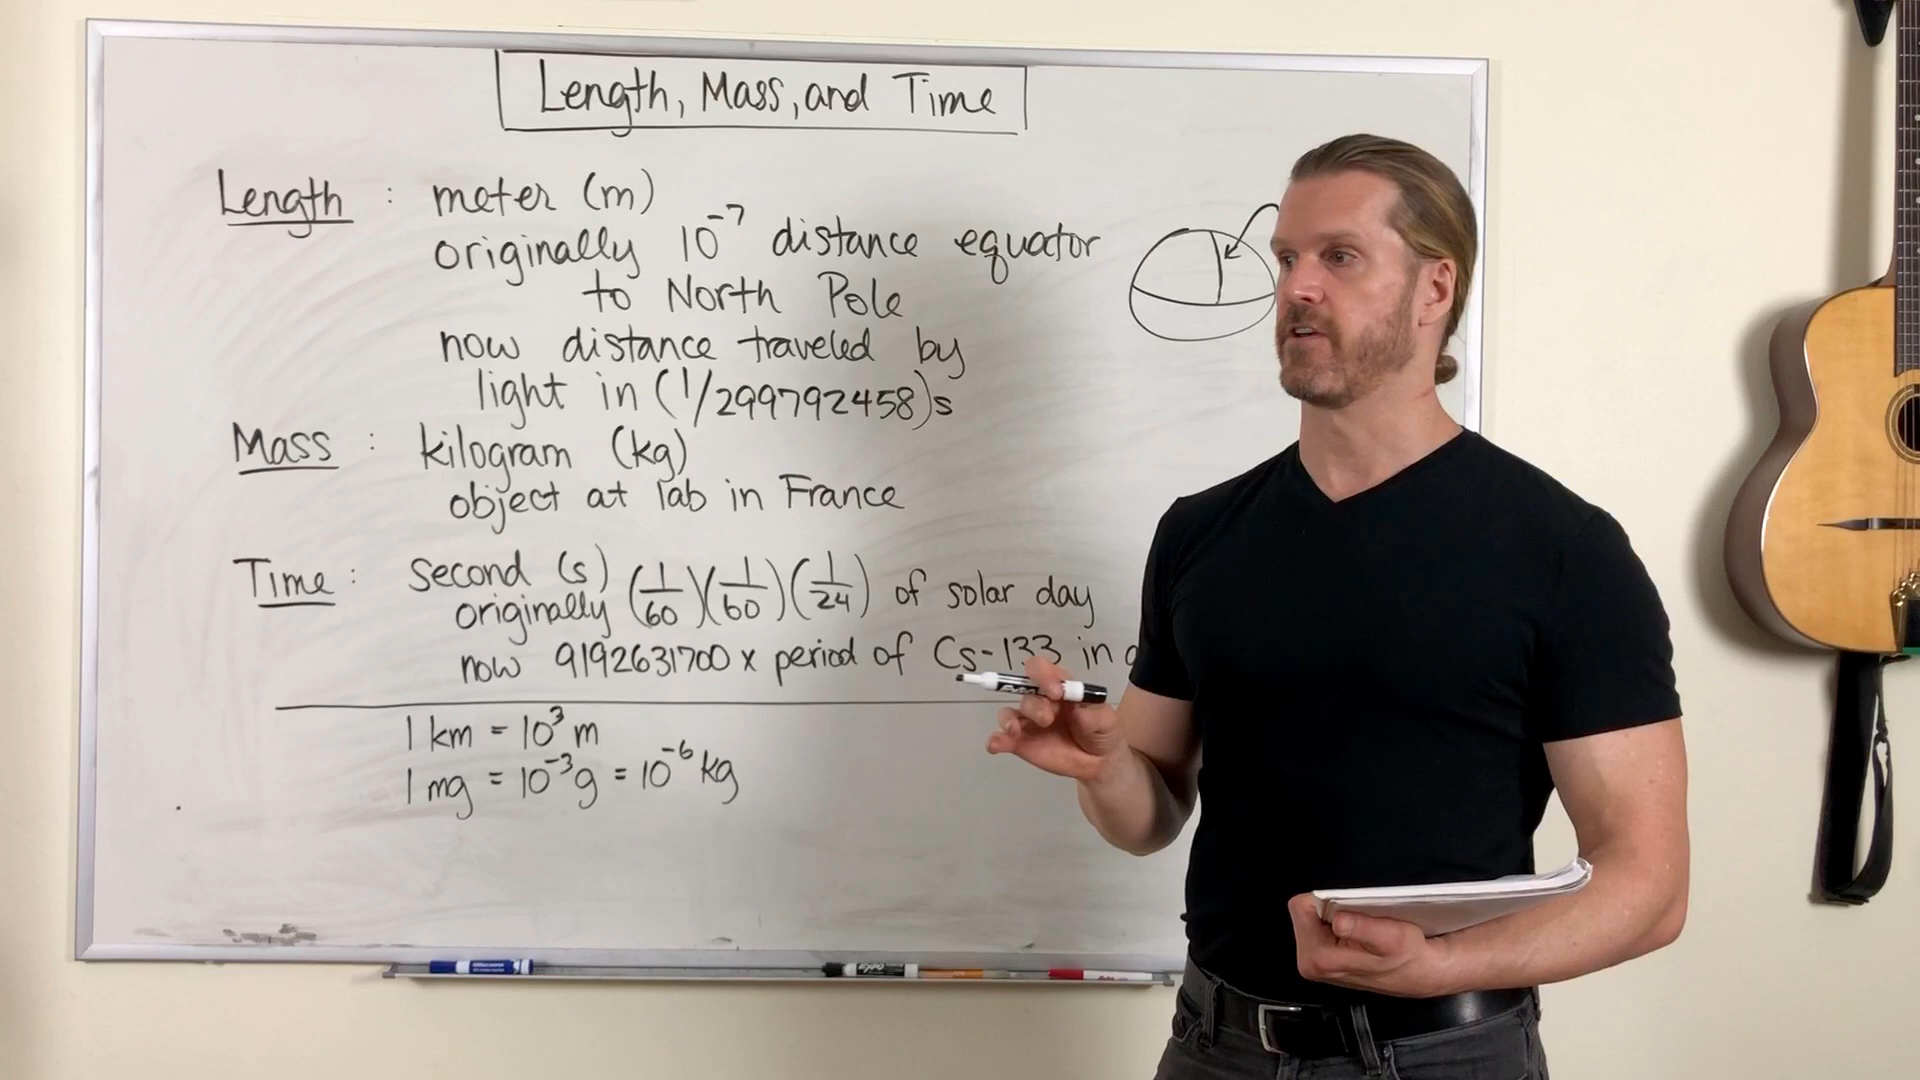 Length, Mass, and Time
Length : meter (m)
originally 10⁻⁷ distance equator
to North Pole
now distance traveled by
light in (1/299792458)s
Mass : kilogram (kg)
object at lab in France
Time : second (s)
originally (1/60)(1/60)(1/24) of solar day
now 9192631700 x period of Cs-133 in
1 km = 10³ m
1 mg = 10⁻³g = 10⁻⁶ kg